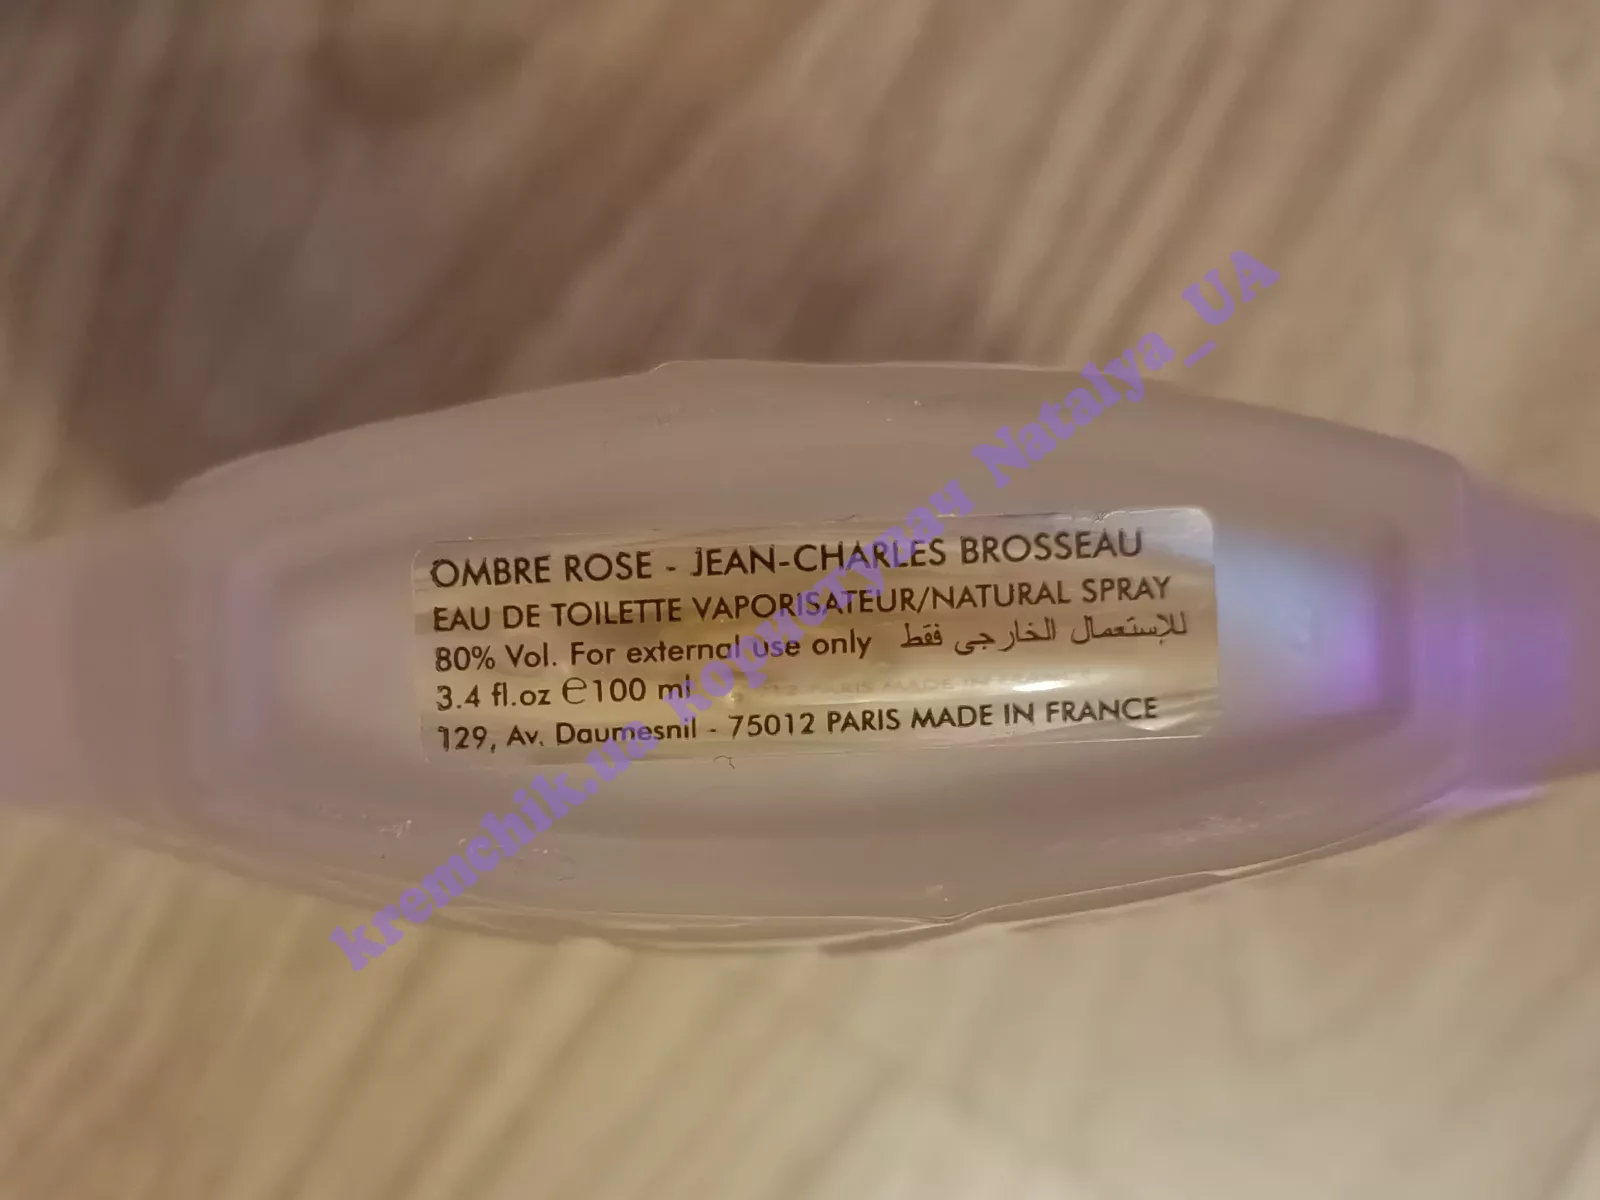 OMBRE ROSE - JEAN-CHARLES BROSSEAU
EAU DE TOILETTE VAPORISATEUR/NATURAL SPRAY
80% Vol. For external use only للإستعمال الخارجي فقط
3.4 fl.oz ℮100 ml
129, Av. Daumesnil - 75012 PARIS MADE IN FRANCE
kremchik.ua користувач Natalya_UA